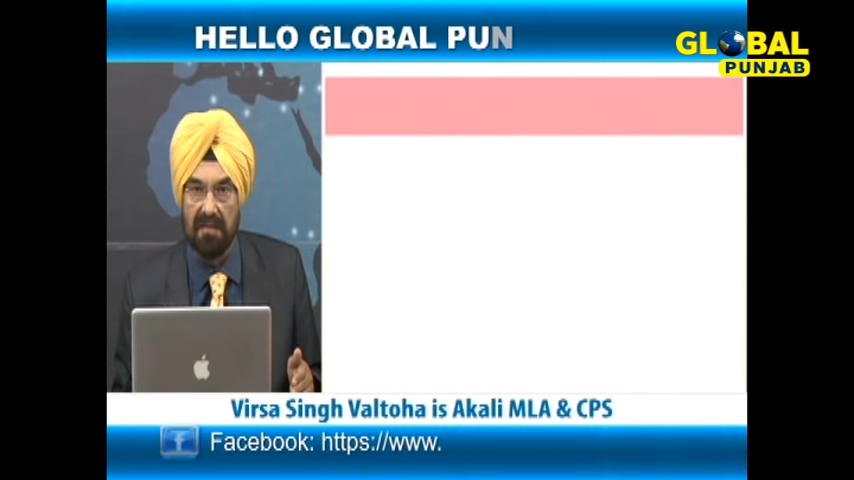 HELLO GLOBAL PUN
GLOBAL
PUNJAB
Virsa Singh Valtoha is Akali MLA & CPS
Facebook: https://www.